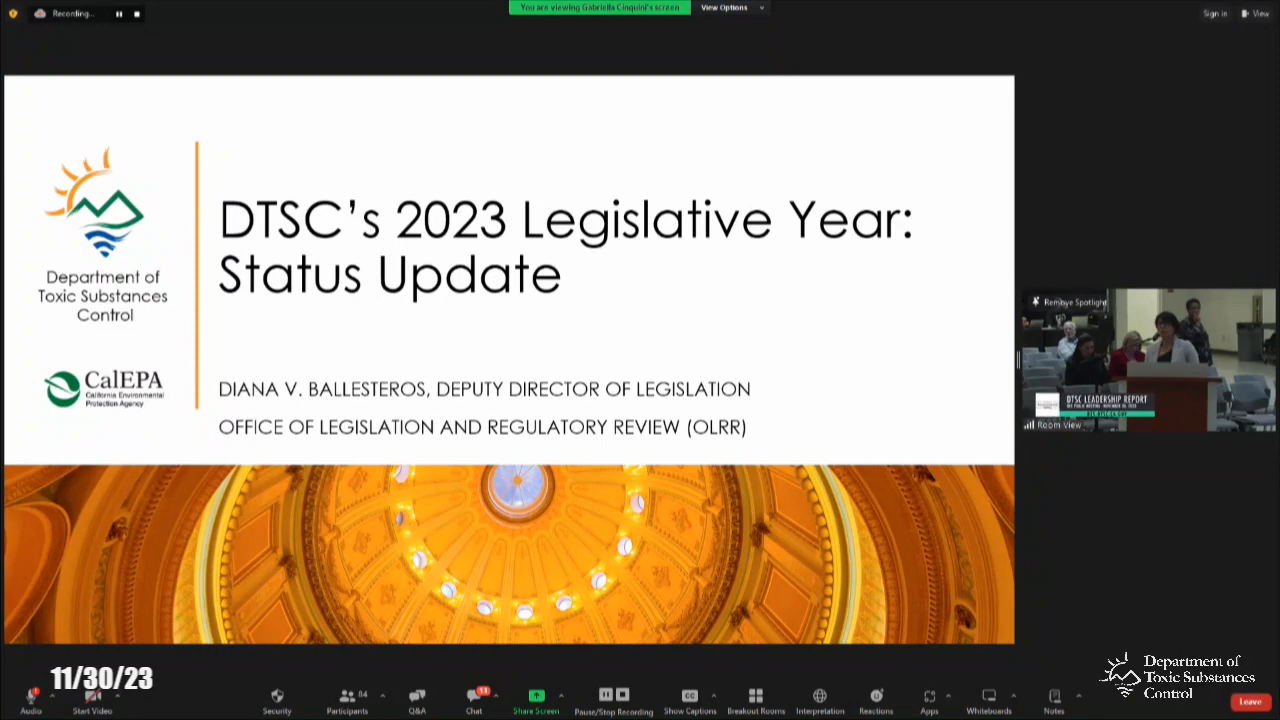 Recording...
You are viewing Gabriella Cinquini's screen
View Options
Sign in
View
DTSC's 2023 Legislative Year:
Status Update
Department of
Toxic Substances
Control
CalEPA
California Environmental
Protection Agency
DIANA V. BALLESTEROS, DEPUTY DIRECTOR OF LEGISLATION
OFFICE OF LEGISLATION AND REGULATORY REVIEW (OLRR)
Remove Spotlight
DTSC LEADERSHIP REPORT
Room View
11/30/23
Department of
Toxic Substances
Control
Audio
Start Video
Security
Participants
84
Q&A
Chat
13
Share Screen
Pause/Stop Recording
CC
Show Captions
Breakout Rooms
Interpretation
Reactions
Apps
Whiteboards
Notes
Leave